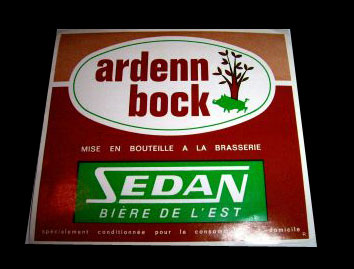 ardenn
bock
MISE EN BOUTEILLE A LA BRASSERIE
SEDAN
BIÈRE DE L'EST
spécialement conditionnée pour la consommation domicile